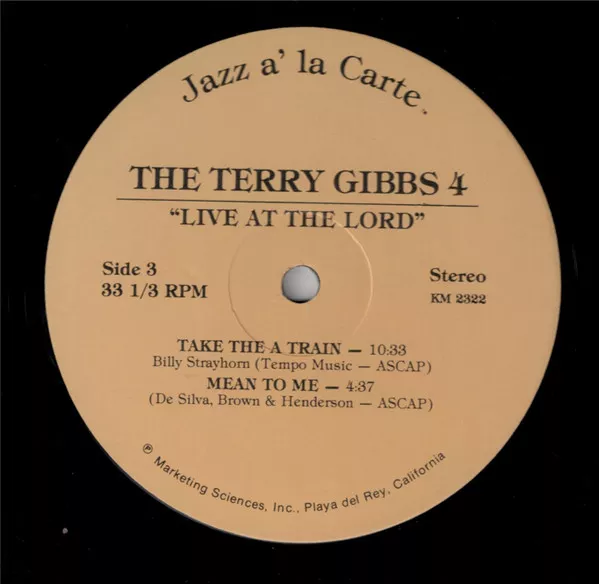 Jazz a' la Carte™
THE TERRY GIBBS 4
"LIVE AT THE LORD"
Side 3
33 1/3 RPM
Stereo
KM 2322
TAKE THE A TRAIN — 10:33
Billy Strayhorn (Tempo Music — ASCAP)
MEAN TO ME — 4:37
(De Silva, Brown & Henderson — ASCAP)
℗ Marketing Sciences, Inc., Playa del Rey, California